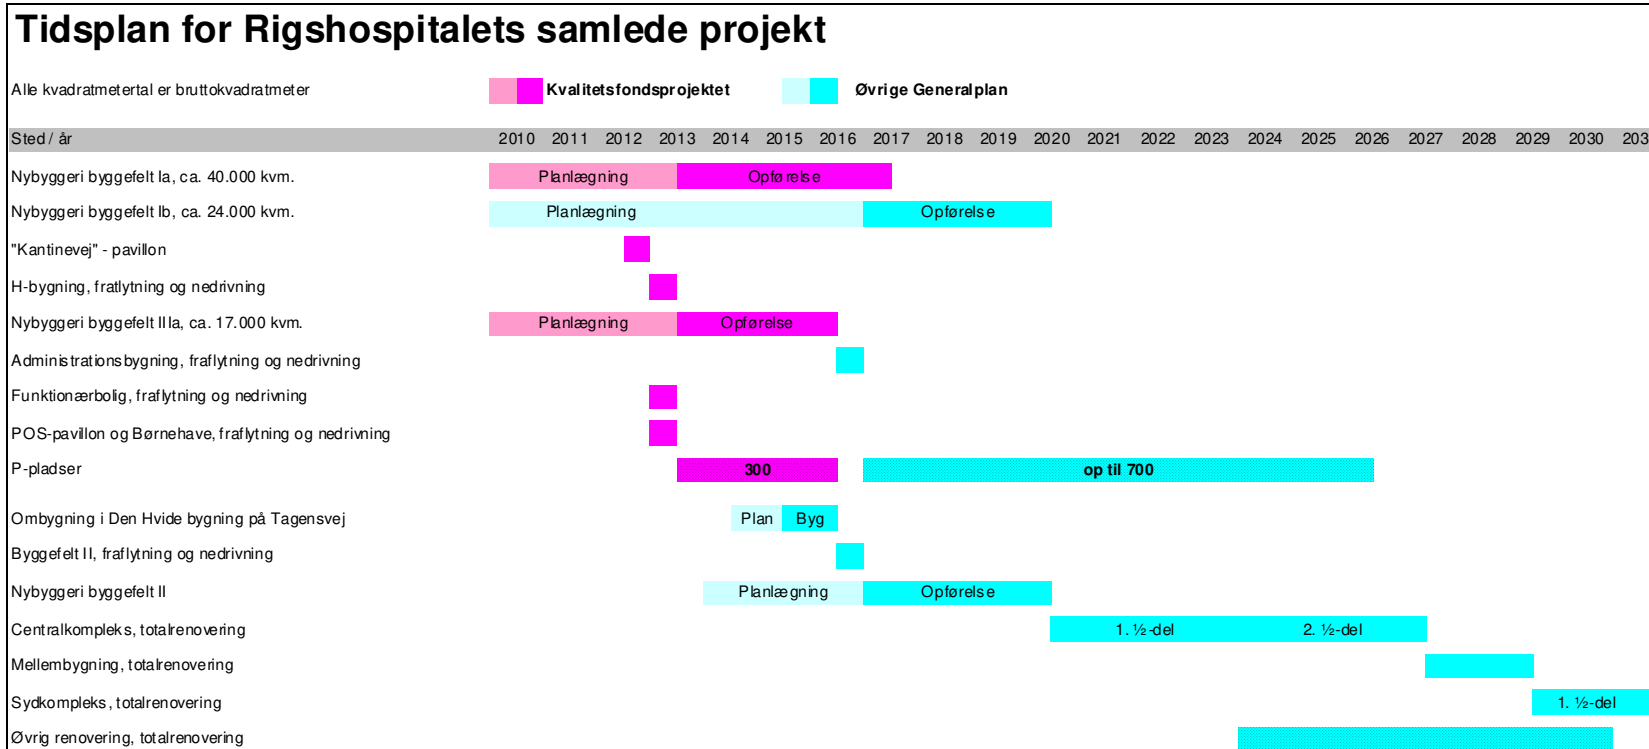 Tidsplan for Rigshospitalets samlede projekt
Alle kvadratmetertal er bruttokvadratmeter Kvalitetsfondsprojektet Øvrige Generalplan
Sted / år 2010 2011 2012 2013 2014 2015 2016 2017 2018 2019 2020 2021 2022 2023 2024 2025 2026 2027 2028 2029 2030 203
Nybyggeri byggefelt Ia, ca. 40.000 kvm. Planlægning Opførelse
Nybyggeri byggefelt Ib, ca. 24.000 kvm. Planlægning Opførelse
"Kantinevej" - pavillon
H-bygning, fratlytning og nedrivning
Nybyggeri byggefelt IIIa, ca. 17.000 kvm. Planlægning Opførelse
Administrationsbygning, fraflytning og nedrivning
Funktionærbolig, fraflytning og nedrivning
POS-pavillon og Børnehave, fraflytning og nedrivning
P-pladser 300 op til 700
Ombygning i Den Hvide bygning på Tagensvej Plan Byg
Byggefelt II, fraflytning og nedrivning
Nybyggeri byggefelt II Planlægning Opførelse
Centralkompleks, totalrenovering 1. ½-del 2. ½-del
Mellembygning, totalrenovering
Sydkompleks, totalrenovering 1. ½-del
Øvrig renovering, totalrenovering